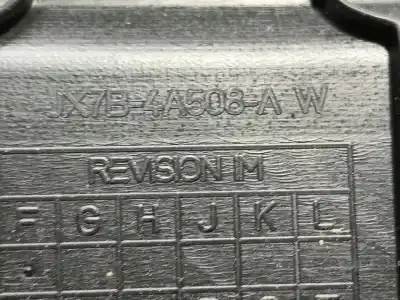 JX7B-4A508-A W
REVISION M
F G H J K L